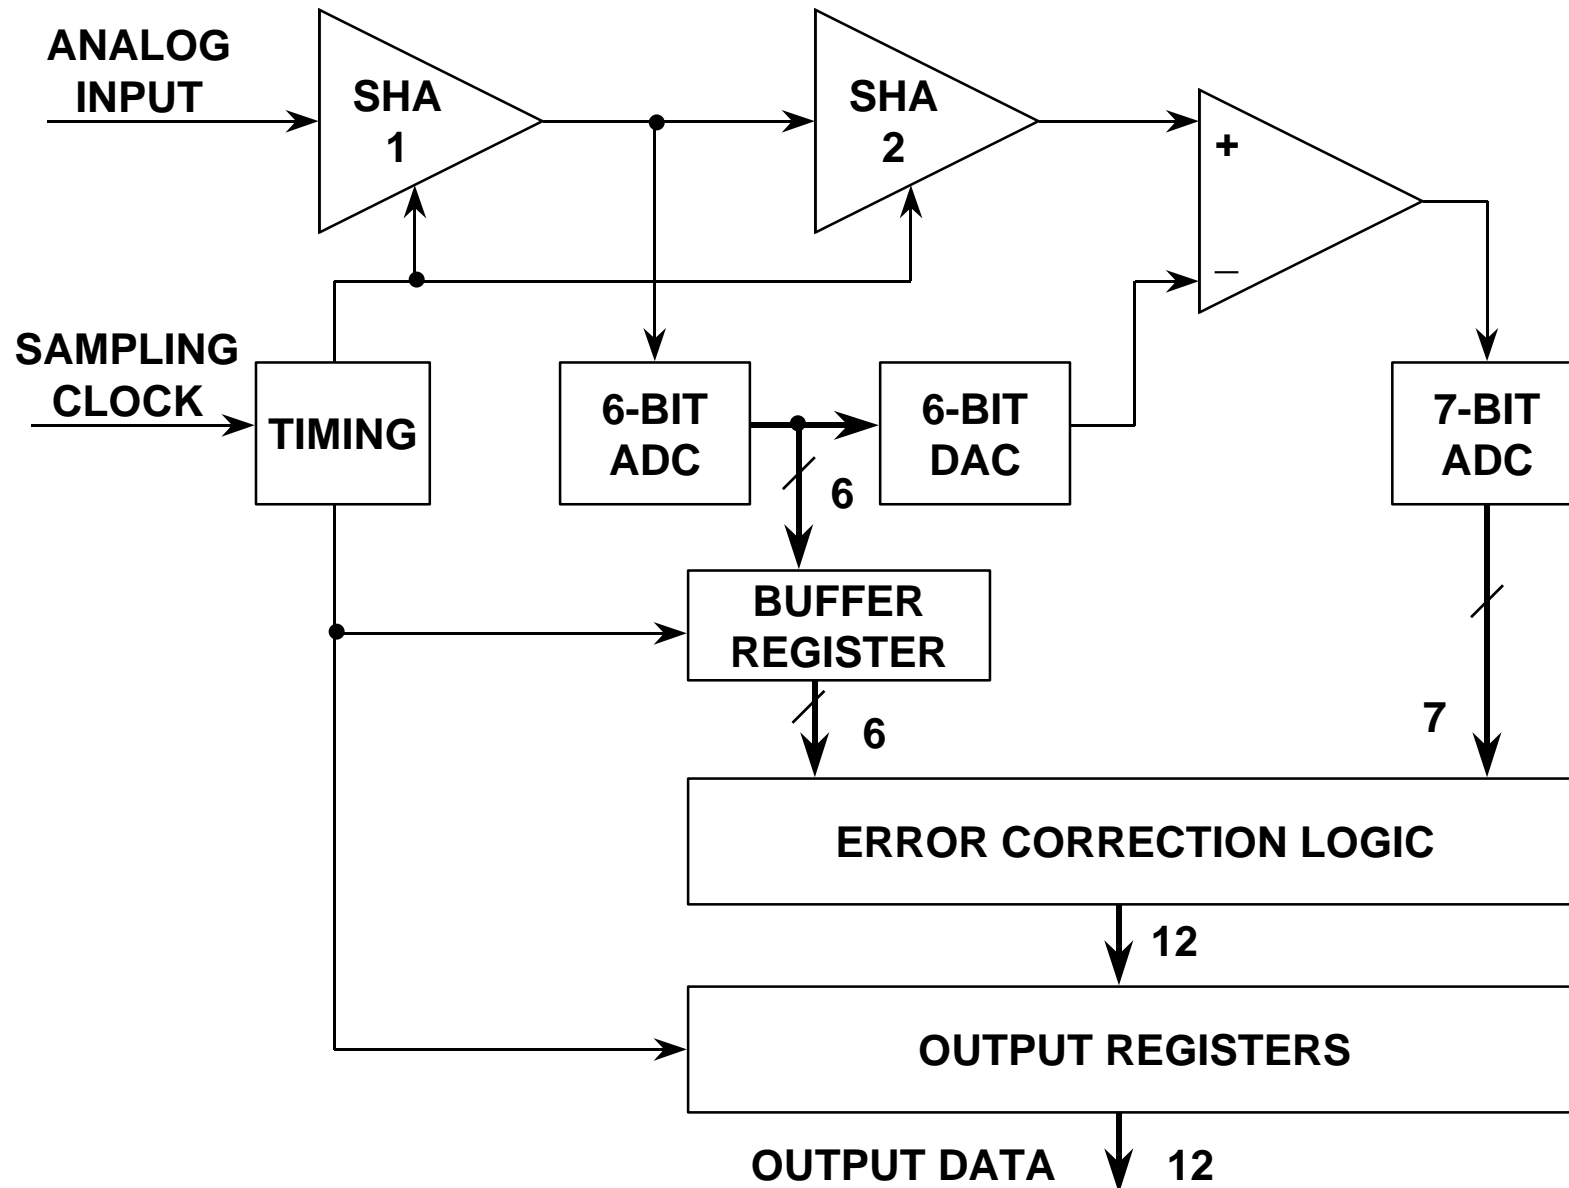 ANALOG
INPUT
SHA
1
SHA
2
+
–
SAMPLING
CLOCK
TIMING
6-BIT
ADC
6-BIT
DAC
7-BIT
ADC
6
BUFFER
REGISTER
6
7
ERROR CORRECTION LOGIC
12
OUTPUT REGISTERS
OUTPUT DATA
12